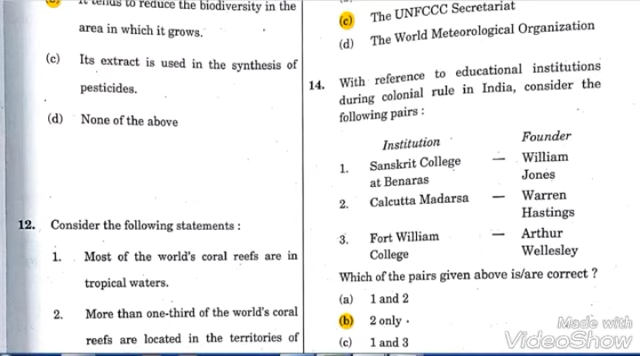 (b) It tends to reduce the biodiversity in the
area in which it grows.
(c) Its extract is used in the synthesis of
pesticides.
(d) None of the above
12. Consider the following statements :
1. Most of the world's coral reefs are in
tropical waters.
2. More than one-third of the world's coral
reefs are located in the territories of
(c) The UNFCCC Secretariat
(d) The World Meteorological Organization
14. With reference to educational institutions
during colonial rule in India, consider the
following pairs :
Institution Founder
1. Sanskrit College — William
at Benaras Jones
2. Calcutta Madarsa — Warren
Hastings
3. Fort William — Arthur
College Wellesley
Which of the pairs given above is/are correct ?
(a) 1 and 2
(b) 2 only
(c) 1 and 3
Made with
VideoShow